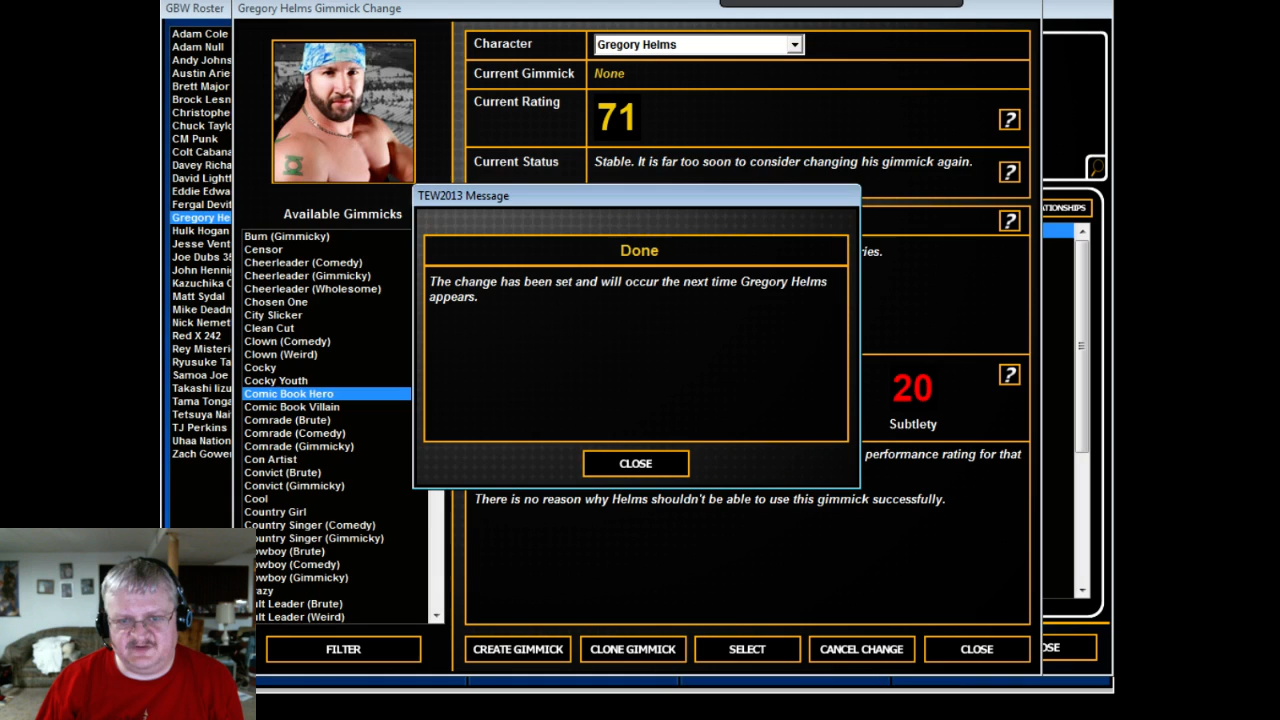 GBW Roster
Gregory Helms Gimmick Change
Adam Cole
Adam Null
Andy Johns
Austin Arie
Brett Major
Brock Lesn
Christophe
Chuck Taylo
CM Punk
Colt Cabana
Davey Richa
David Lightf
Eddie Edwa
Fergal Devit
Gregory He
Hulk Hogan
Jesse Vent
Joe Dubs 35
John Hennig
Kazuchika O
Matt Sydal
Mike Deadm
Nick Nemet
Red X 242
Rey Misteri
Ryusuke Ta
Samoa Joe
Takashi Iizu
Tama Tonga
Tetsuya Nai
TJ Perkins
Uhaa Nation
Zach Gower
Available Gimmicks
Bum (Gimmicky)
Censor
Cheerleader (Comedy)
Cheerleader (Gimmicky)
Cheerleader (Wholesome)
Chosen One
City Slicker
Clean Cut
Clown (Comedy)
Clown (Weird)
Cocky
Cocky Youth
Comic Book Hero
Comic Book Villain
Comrade (Brute)
Comrade (Comedy)
Comrade (Gimmicky)
Con Artist
Convict (Brute)
Convict (Gimmicky)
Cool
Country Girl
Country Singer (Comedy)
ountry Singer (Gimmicky)
owboy (Brute)
owboy (Comedy)
owboy (Gimmicky)
razy
ult Leader (Brute)
ult Leader (Weird)
FILTER
Character
Gregory Helms
Current Gimmick
None
Current Rating
71
?
Current Status
Stable. It is far too soon to consider changing his gimmick again.
?
TEW2013 Message
Done
The change has been set and will occur the next time Gregory Helms
appears.
CLOSE
?
ries.
20
?
Subtlety
performance rating for that
There is no reason why Helms shouldn't be able to use this gimmick successfully.
CREATE GIMMICK
CLONE GIMMICK
SELECT
CANCEL CHANGE
CLOSE
ATIONSHIPS
OSE